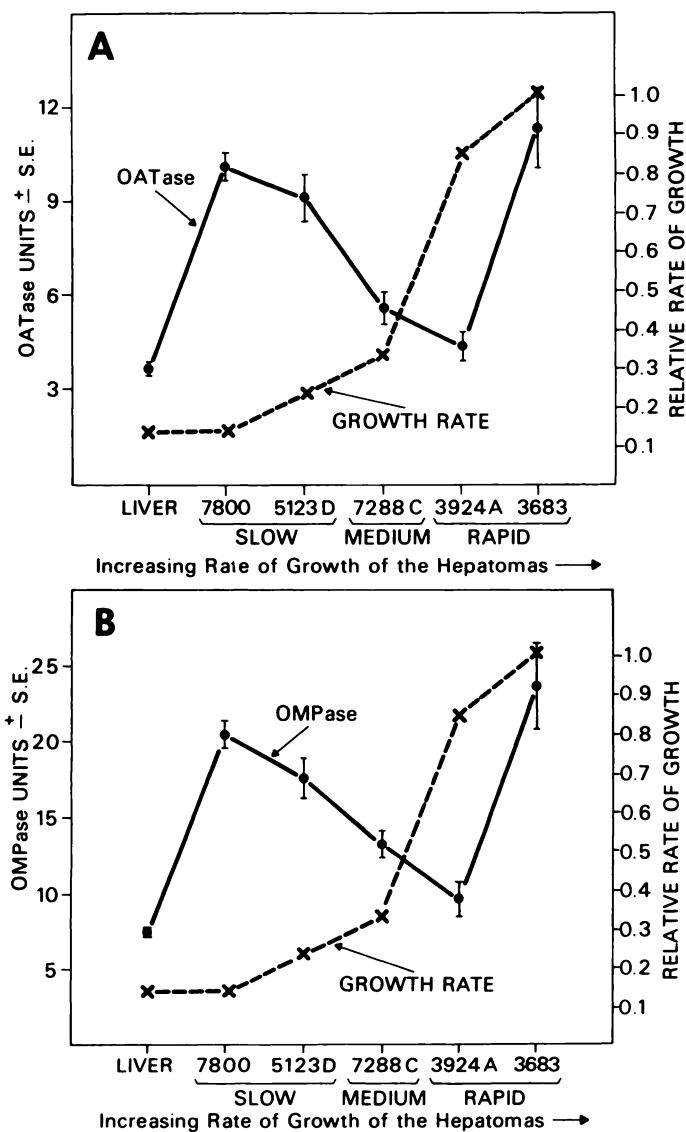 A
OATase UNITS ± S.E.
12
9
6
3
OATase
GROWTH RATE
1.0
0.9
0.8
0.7
0.6
0.5
0.4
0.3
0.2
0.1
RELATIVE RATE OF GROWTH
LIVER 7800 5123D 7288C 3924A 3683
SLOW MEDIUM RAPID
Increasing Rate of Growth of the Hepatomas
B
OMPase UNITS ± S.E.
25
20
15
10
5
OMPase
GROWTH RATE
1.0
0.9
0.8
0.7
0.6
0.5
0.4
0.3
0.2
0.1
RELATIVE RATE OF GROWTH
LIVER 7800 5123D 7288C 3924A 3683
SLOW MEDIUM RAPID
Increasing Rate of Growth of the Hepatomas